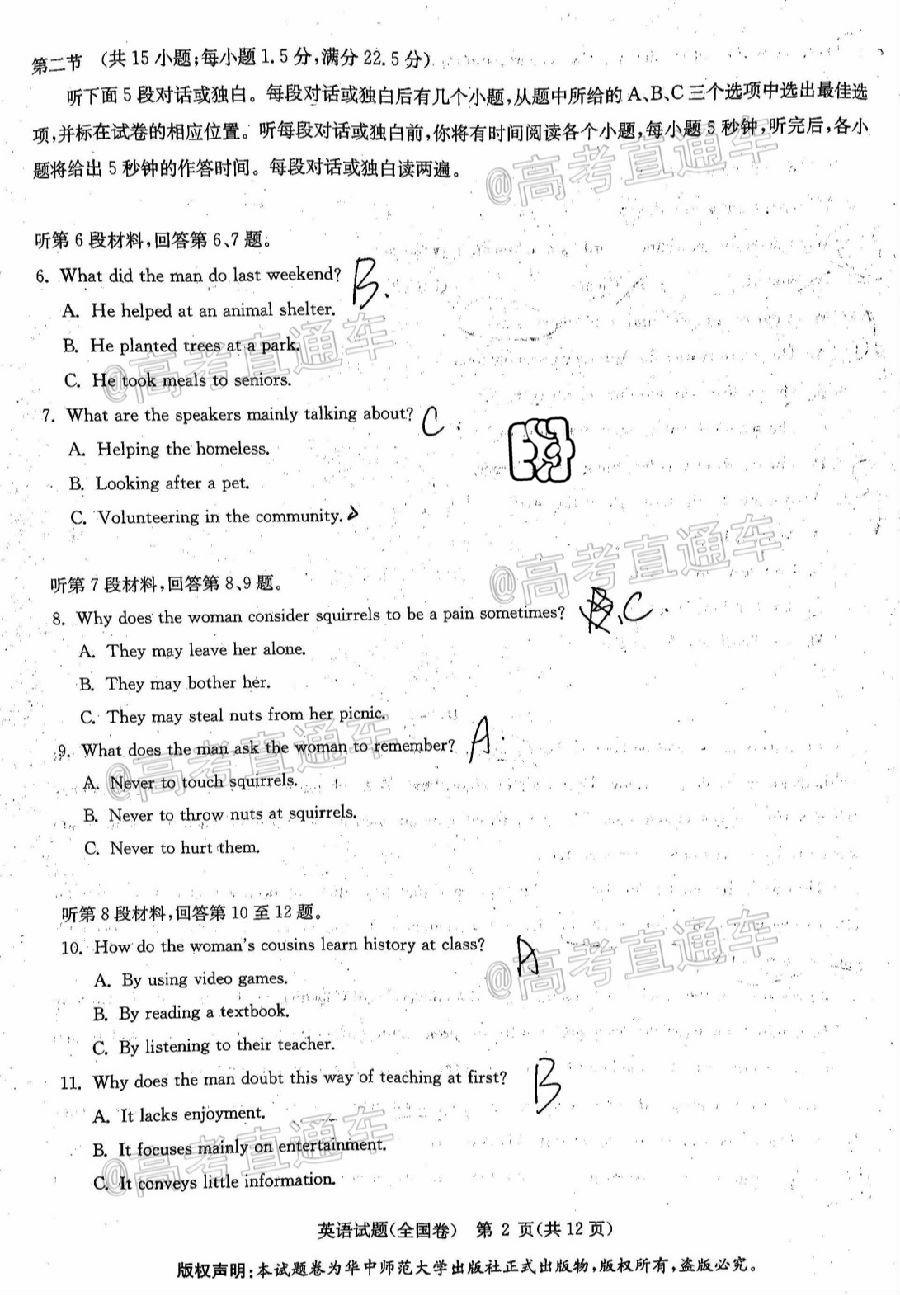 第二节 (共 15 小题;每小题 1.5 分,满分 22.5 分)
听下面 5 段对话或独白。每段对话或独白后有几个小题,从题中所给的 A、B、C 三个选项中选出最佳选
项,并标在试卷的相应位置。听每段对话或独白前,你将有时间阅读各个小题,每小题 5 秒钟,听完后,各小
题将给出 5 秒钟的作答时间。每段对话或独白读两遍。
@高考直通车
听第 6 段材料,回答第 6、7 题。
6. What did the man do last weekend? B.
A. He helped at an animal shelter.
B. He planted trees at a park.
C. He took meals to seniors.
@高考直通车
7. What are the speakers mainly talking about? C.
A. Helping the homeless.
B. Looking after a pet.
C. Volunteering in the community.
@高考直通车
听第 7 段材料,回答第 8、9 题。
8. Why does the woman consider squirrels to be a pain sometimes? C
A. They may leave her alone.
B. They may bother her.
C. They may steal nuts from her picnic.
9. What does the man ask the woman to remember? A.
@高考直通车
A. Never to touch squirrels.
B. Never to throw nuts at squirrels.
C. Never to hurt them.
听第 8 段材料,回答第 10 至 12 题。
10. How do the woman's cousins learn history at class? A
@高考直通车
A. By using video games.
B. By reading a textbook.
C. By listening to their teacher.
11. Why does the man doubt this way of teaching at first? B
A. It lacks enjoyment.
B. It focuses mainly on entertainment.
C. It conveys little information.
@高考直通车
英语试题(全国卷) 第 2 页(共 12 页)
版权声明:本试题卷为华中师范大学出版社正式出版物,版权所有,盗版必究。